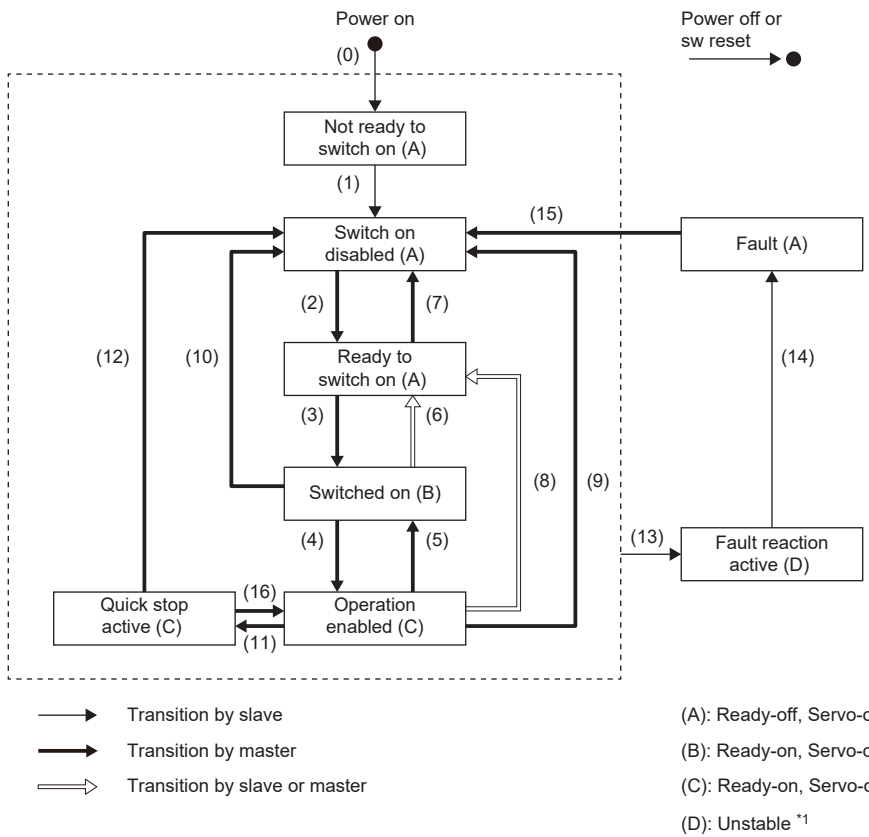 Power on
Power off or
sw reset
(0)
Not ready to
switch on (A)
(1)
(15)
Switch on
disabled (A)
Fault (A)
(2)
(7)
(12)
(10)
(14)
Ready to
switch on (A)
(3)
(6)
(8)
(9)
Switched on (B)
(4)
(5)
(13)
Fault reaction
active (D)
(16)
Quick stop
active (C)
Operation
enabled (C)
(11)
Transition by slave
(A): Ready-off, Servo-o
Transition by master
(B): Ready-on, Servo-o
Transition by slave or master
(C): Ready-on, Servo-o
(D): Unstable *1